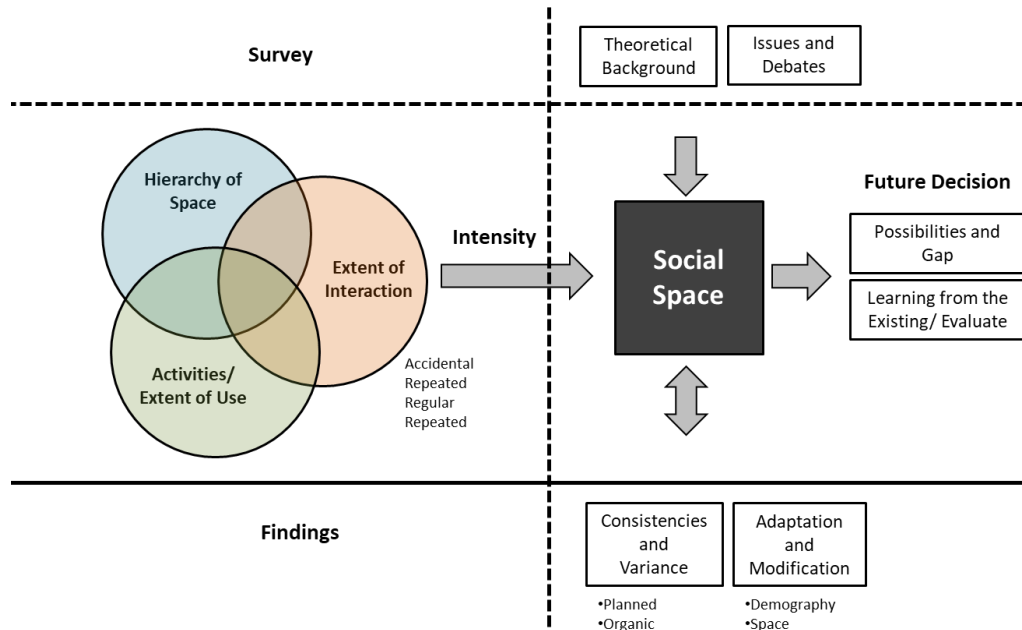 Survey
Theoretical
Background
Issues and
Debates
Hierarchy of
Space
Extent of
Interaction
Activities/
Extent of Use
Accidental
Repeated
Regular
Repeated
Intensity
Social
Space
Future Decision
Possibilities and
Gap
Learning from the
Existing/ Evaluate
Findings
Consistencies
and
Variance
•Planned
•Organic
Adaptation
and
Modification
•Demography
•Space